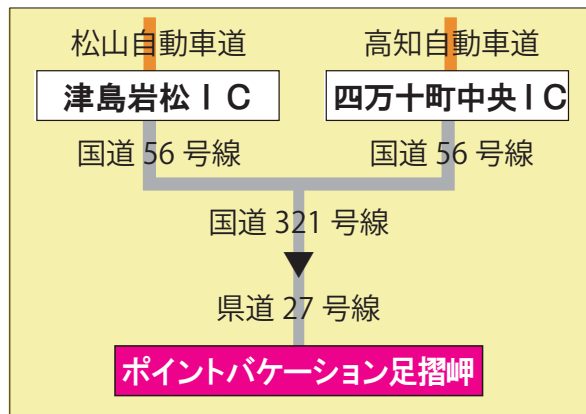 松山自動車道 高知自動車道
津島岩松IC 四万十町中央IC
国道 56 号線 国道 56 号線
国道 321 号線
県道 27 号線
ポイントバケーション足摺岬